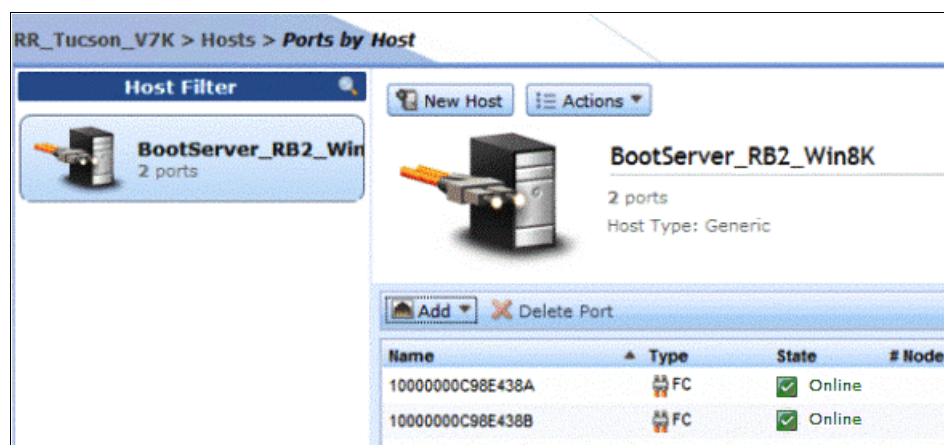 RR_Tucson_V7K > Hosts > Ports by Host
Host Filter
BootServer_RB2_Win
2 ports
New Host
Actions
BootServer_RB2_Win8K
2 ports
Host Type: Generic
Add
Delete Port
Name Type State # Node
10000000C98E438A FC Online
10000000C98E438B FC Online